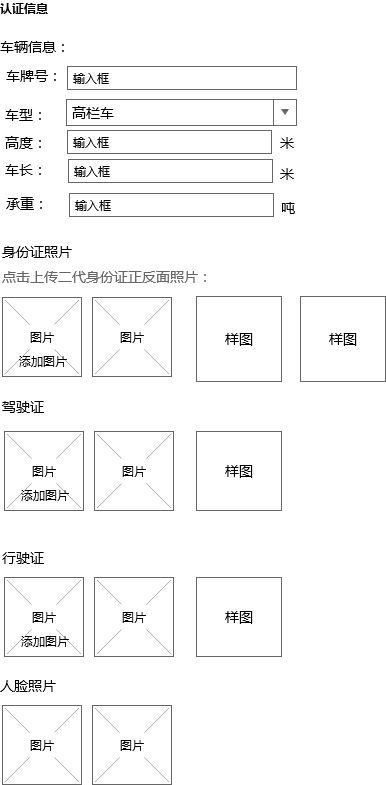 认证信息
车辆信息：
车牌号： 输入框
车型： 高栏车
高度： 输入框 米
车长： 输入框 米
承重： 输入框 吨
身份证照片
点击上传二代身份证正反面照片：
图片 图片 样图 样图
添加图片
驾驶证
图片 图片 样图
添加图片
行驶证
图片 图片 样图
添加图片
人脸照片
图片 图片